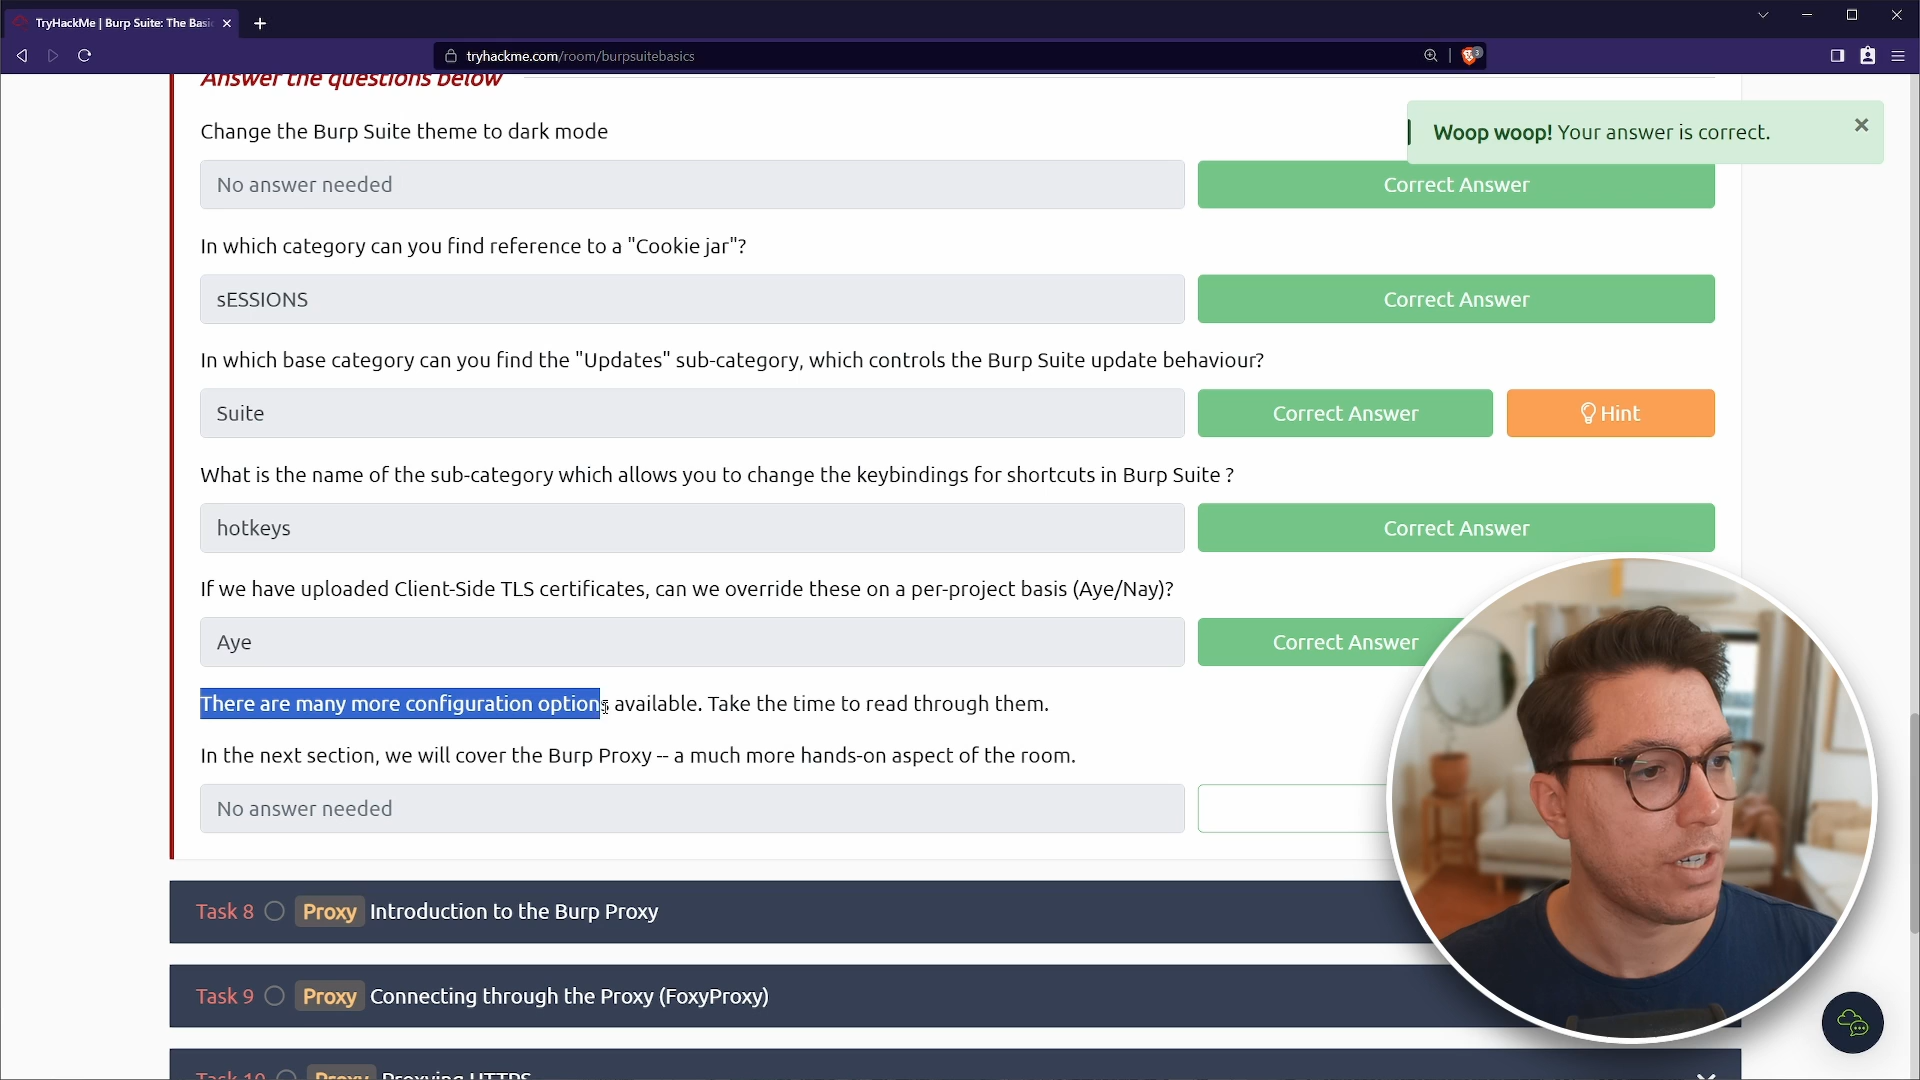 TryHackMe | Burp Suite: The Basi
tryhackme.com/room/burpsuitebasics
3
Answer the questions below
Woop woop! Your answer is correct.
Change the Burp Suite theme to dark mode
No answer needed
Correct Answer
In which category can you find reference to a "Cookie jar"?
sESSIONS
Correct Answer
In which base category can you find the "Updates" sub-category, which controls the Burp Suite update behaviour?
Suite
Correct Answer
Hint
What is the name of the sub-category which allows you to change the keybindings for shortcuts in Burp Suite ?
hotkeys
Correct Answer
If we have uploaded Client-Side TLS certificates, can we override these on a per-project basis (Aye/Nay)?
Aye
Correct Answer
There are many more configuration options available. Take the time to read through them.
In the next section, we will cover the Burp Proxy -- a much more hands-on aspect of the room.
No answer needed
Task 8 Proxy Introduction to the Burp Proxy
Task 9 Proxy Connecting through the Proxy (FoxyProxy)
Task 10 Proxy Proxying HTTPS